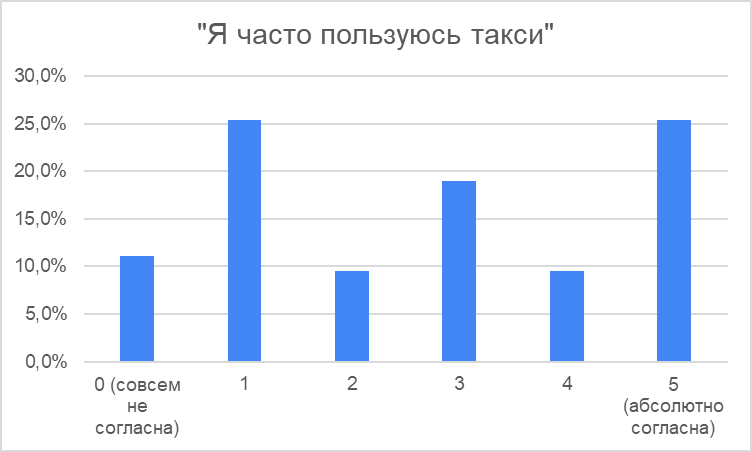 "Я часто пользуюсь такси"
30,0%
25,0%
20,0%
15,0%
10,0%
5,0%
0,0%
0 (совсем
не
согласна)
1
2
3
4
5
(абсолютно
согласна)